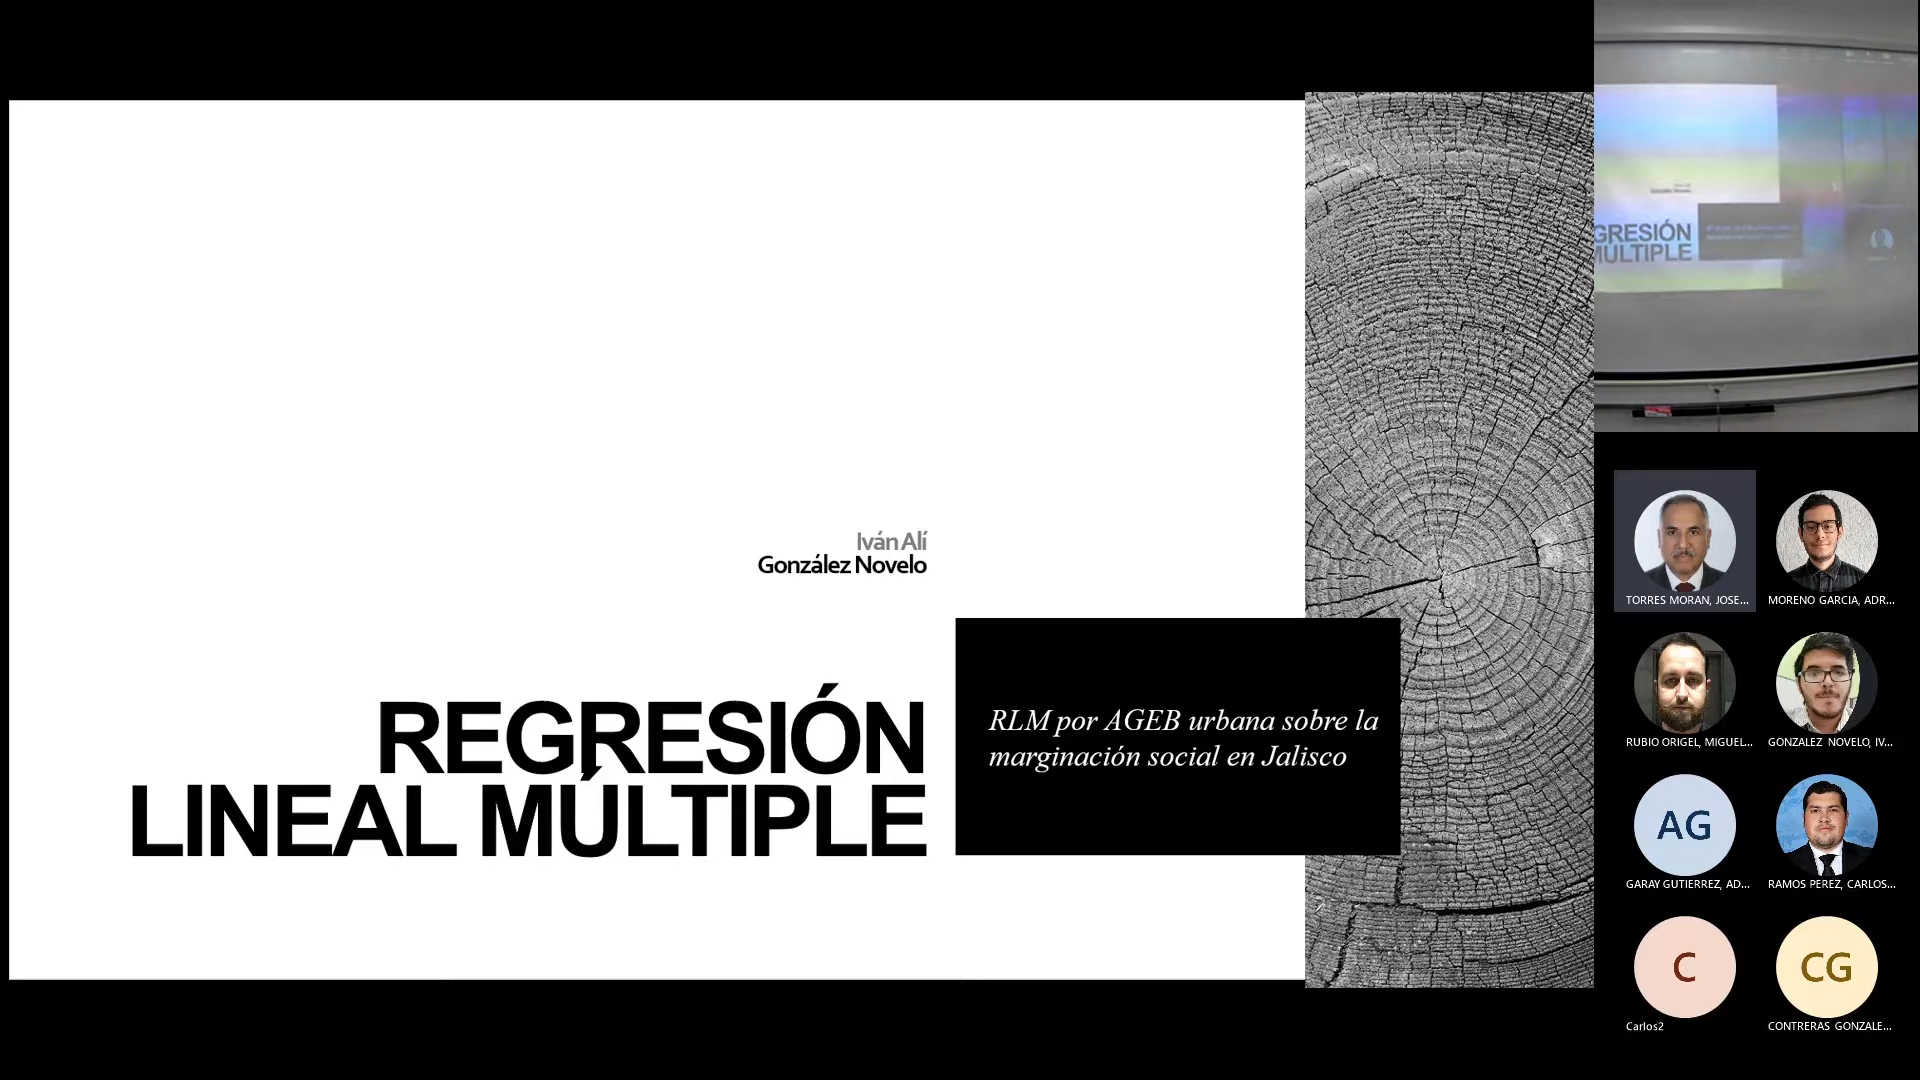 Iván Alí
González Novelo
REGRESIÓN
LINEAL MÚLTIPLE
RLM por AGEB urbana sobre la
marginación social en Jalisco
GRESIÓN
MÚLTIPLE
TORRES MORAN, JOSE...
MORENO GARCIA, ADR...
RUBIO ORIGEL, MIGUEL...
GONZALEZ NOVELO, IV...
AG
GARAY GUTIERREZ, AD...
RAMOS PEREZ, CARLOS...
C
Carlos2
CG
CONTRERAS GONZALE...